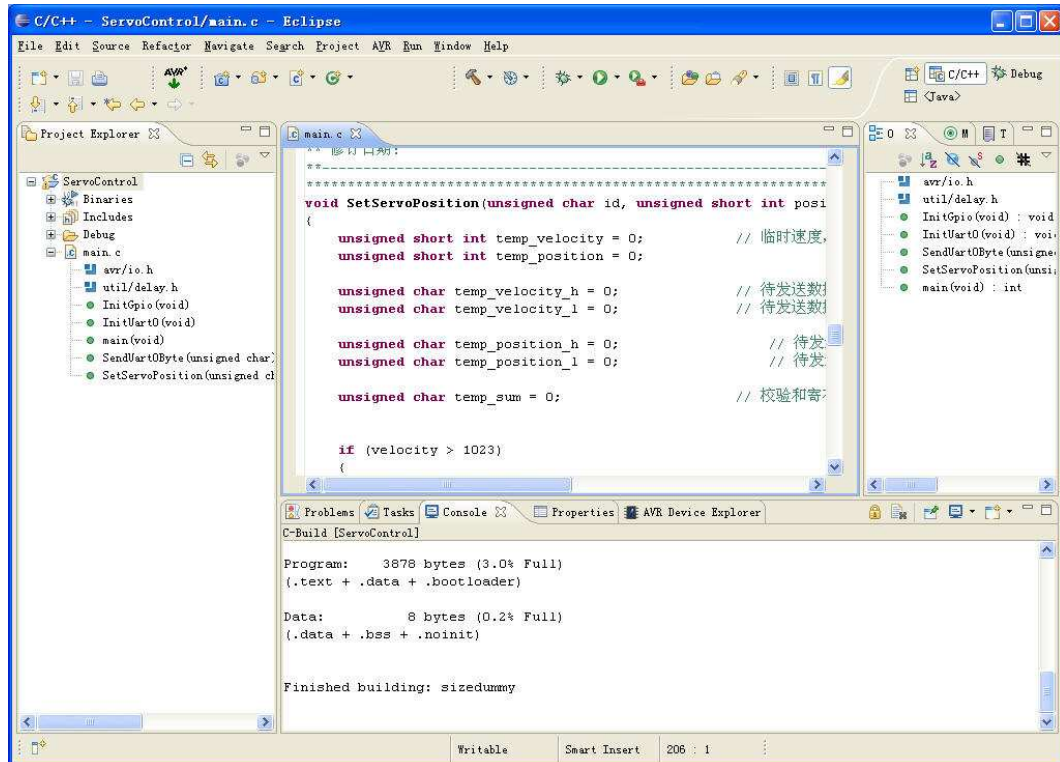 C/C++ - ServoControl/main.c - Eclipse
File Edit Source Refactor Navigate Search Project AVR Run Window Help
AVR
C/C++ Debug
<Java>
Project Explorer
ServoControl
Binaries
Includes
Debug
main.c
avr/io.h
util/delay.h
InitGpio(void)
InitUart0(void)
main(void)
SendUart0Byte(unsigned char)
SetServoPosition(unsigned ch
main.c
** 修订日期:
**----------------------------------------------------------------
****************************************************************
void SetServoPosition(unsigned char id, unsigned short int posi
{
unsigned short int temp_velocity = 0; // 临时速度,
unsigned short int temp_position = 0;
unsigned char temp_velocity_h = 0; // 待发送数据
unsigned char temp_velocity_l = 0; // 待发送数据
unsigned char temp_position_h = 0; // 待发
unsigned char temp_position_l = 0; // 待发
unsigned char temp_sum = 0; // 校验和寄存
if (velocity > 1023)
{
O M T
avr/io.h
util/delay.h
InitGpio(void) : void
InitUart0(void) : voi
SendUart0Byte(unsigne
SetServoPosition(unsi
main(void) : int
Problems Tasks Console Properties AVR Device Explorer
C-Build [ServoControl]
Program: 3878 bytes (3.0% Full)
(.text + .data + .bootloader)
Data: 8 bytes (0.2% Full)
(.data + .bss + .noinit)
Finished building: sizedummy
Writable Smart Insert 206 : 1